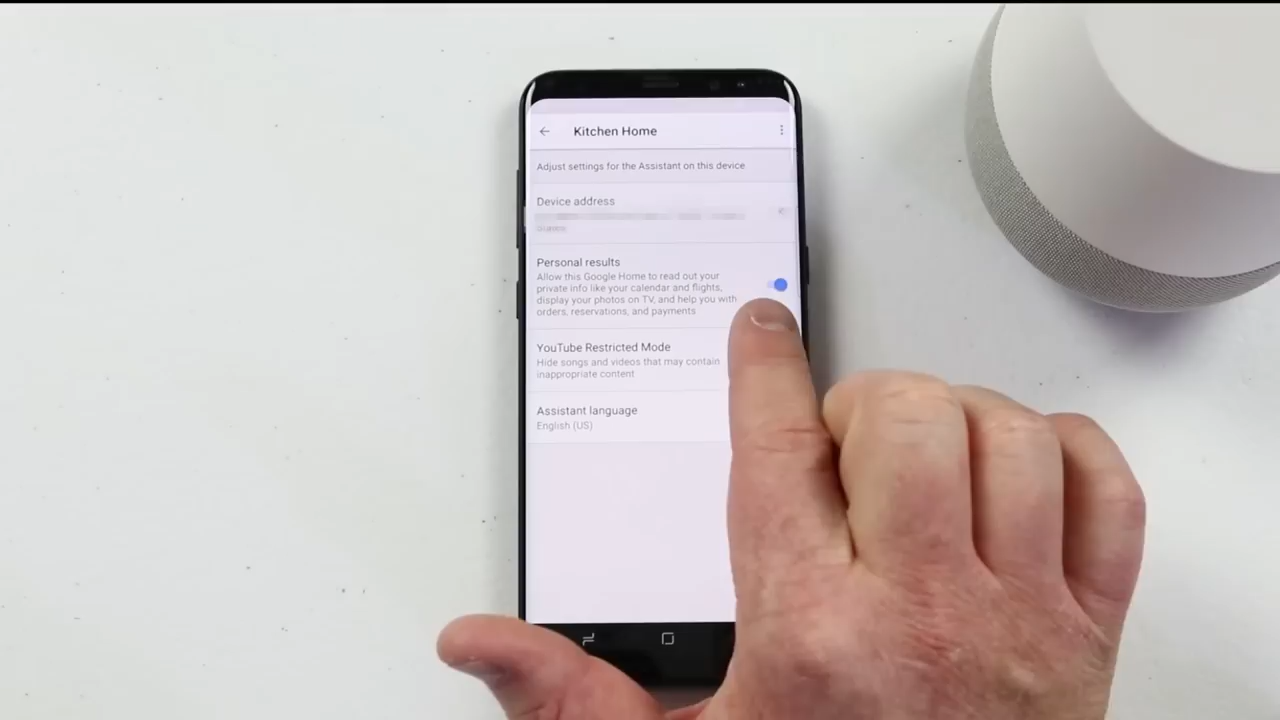 Kitchen Home
Adjust settings for the Assistant on this device
Device address
Personal results
Allow this Google Home to read out your
private info like your calendar and flights,
display your photos on TV, and help you with
orders, reservations, and payments
YouTube Restricted Mode
Hide songs and videos that may contain
inappropriate content
Assistant language
English (US)